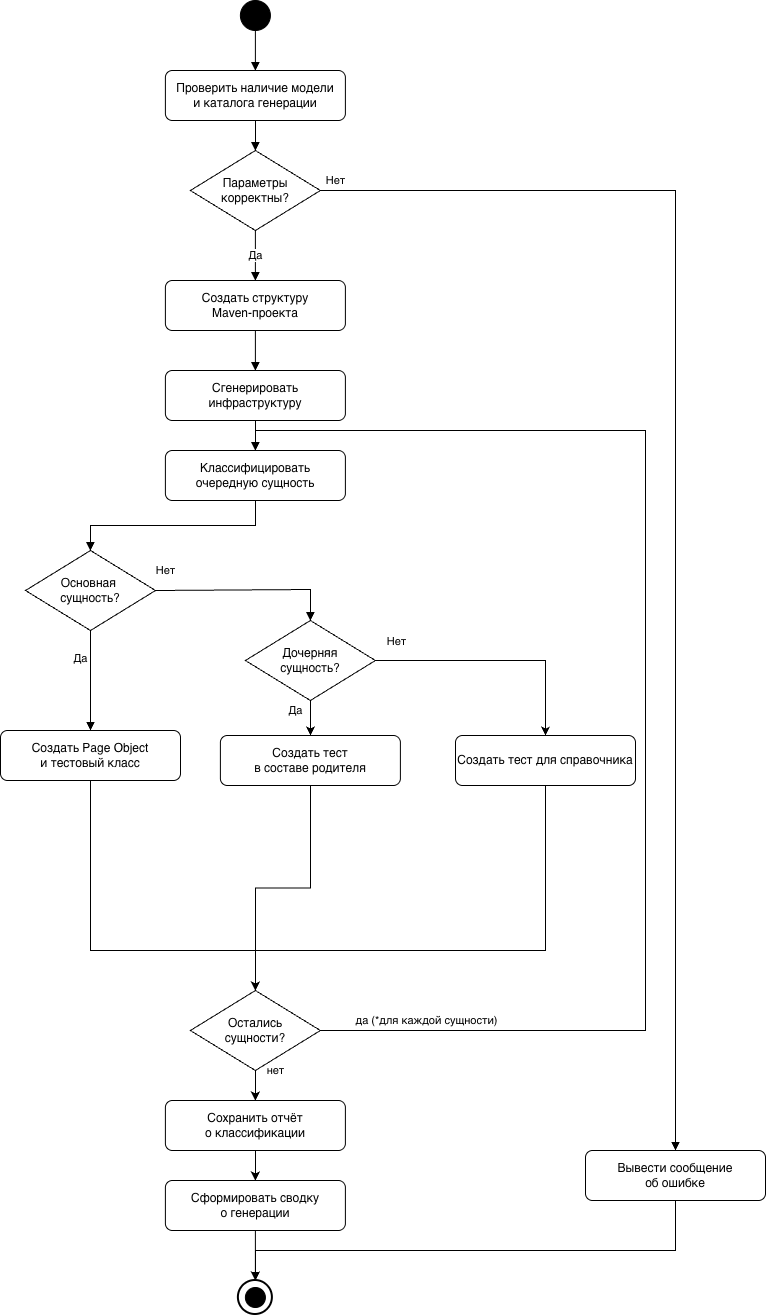 Проверить наличие модели
и каталога генерации
Параметры
корректны?
Нет
Да
Создать структуру
Maven-проекта
Сгенерировать
инфраструктуру
Классифицировать
очередную сущность
Основная
сущность?
Нет
Дочерняя
сущность?
Нет
Да
Да
Создать Page Object
и тестовый класс
Создать тест
в составе родителя
Создать тест для справочника
Остались
сущности?
да (*для каждой сущности)
нет
Сохранить отчёт
о классификации
Вывести сообщение
об ошибке
Сформировать сводку
о генерации